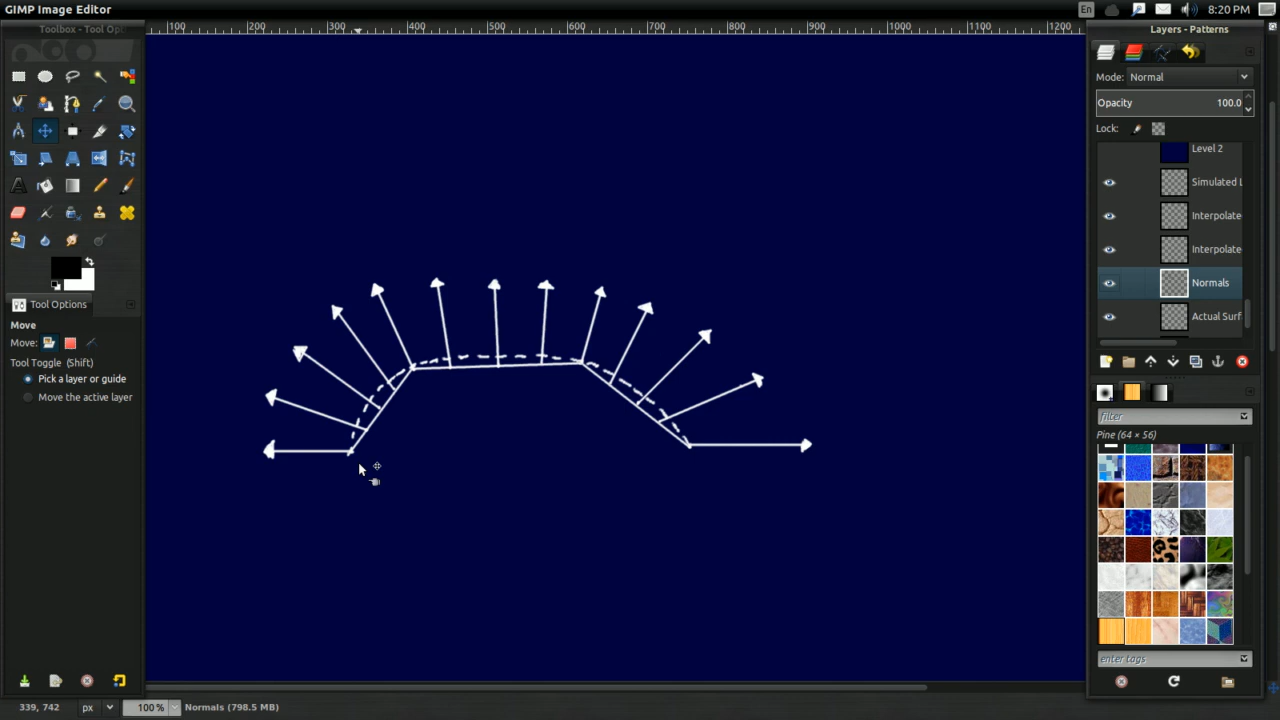 GIMP Image Editor
En
8:20 PM
Toolbox - Tool Opti
100 200 300 400 500 600 700 800 900 1000 1100 1200
Layers - Patterns
Mode: Normal
Opacity 100.0
Lock:
Level 2
Simulated L
Interpolate
Interpolate
Normals
Actual Surf
Tool Options
Move
Move:
Tool Toggle (Shift)
Pick a layer or guide
Move the active layer
filter
Pine (64 × 56)
enter tags
339, 742 px 100% Normals (798.5 MB)